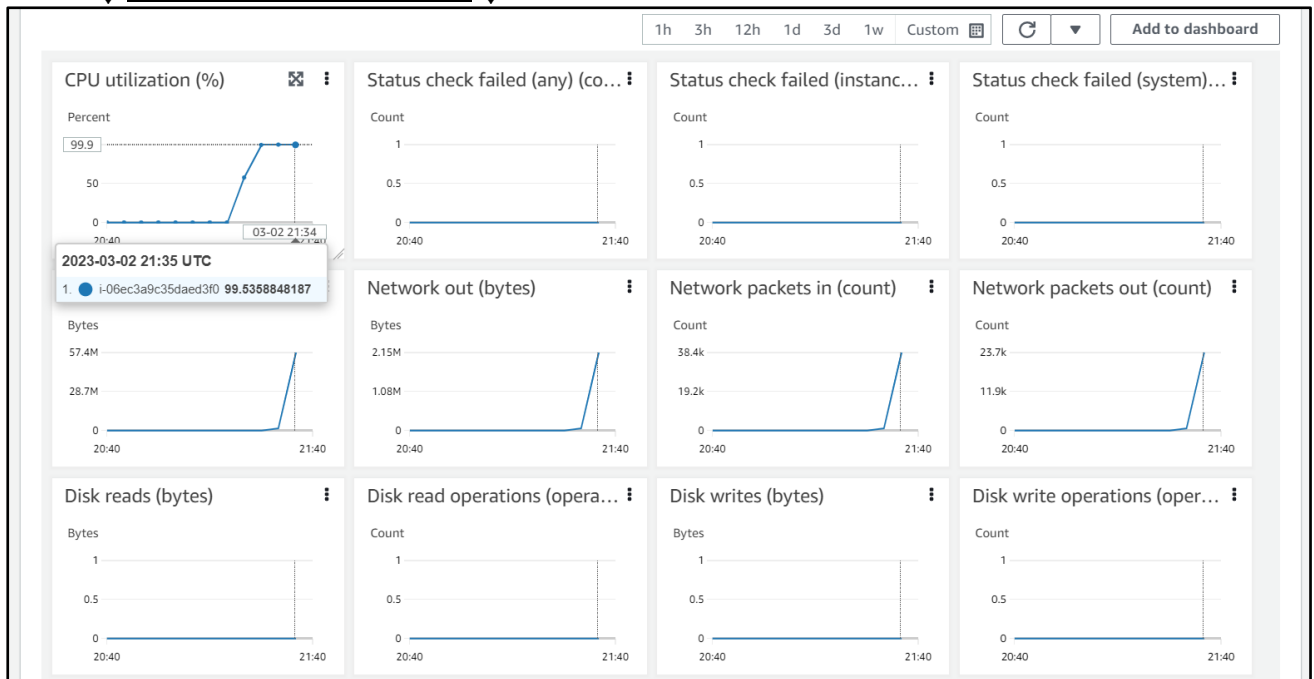 1h 3h 12h 1d 3d 1w Custom Add to dashboard
CPU utilization (%)
Percent
99.9
50
0
20:40
03-02 21:34
2023-03-02 21:35 UTC
1. i-06ec3a9c35daed3f0 99.5358848187
Status check failed (any) (co...
Count
1
0.5
0
20:40 21:40
Status check failed (instanc...
Count
1
0.5
0
20:40 21:40
Status check failed (system)...
Count
1
0.5
0
20:40 21:40
Bytes
57.4M
28.7M
0
20:40 21:40
Network out (bytes)
Bytes
2.15M
1.08M
0
20:40 21:40
Network packets in (count)
Count
38.4k
19.2k
0
20:40 21:40
Network packets out (count)
Count
23.7k
11.9k
0
20:40 21:40
Disk reads (bytes)
Bytes
1
0.5
0
20:40 21:40
Disk read operations (opera...
Count
1
0.5
0
20:40 21:40
Disk writes (bytes)
Bytes
1
0.5
0
20:40 21:40
Disk write operations (oper...
Count
1
0.5
0
20:40 21:40